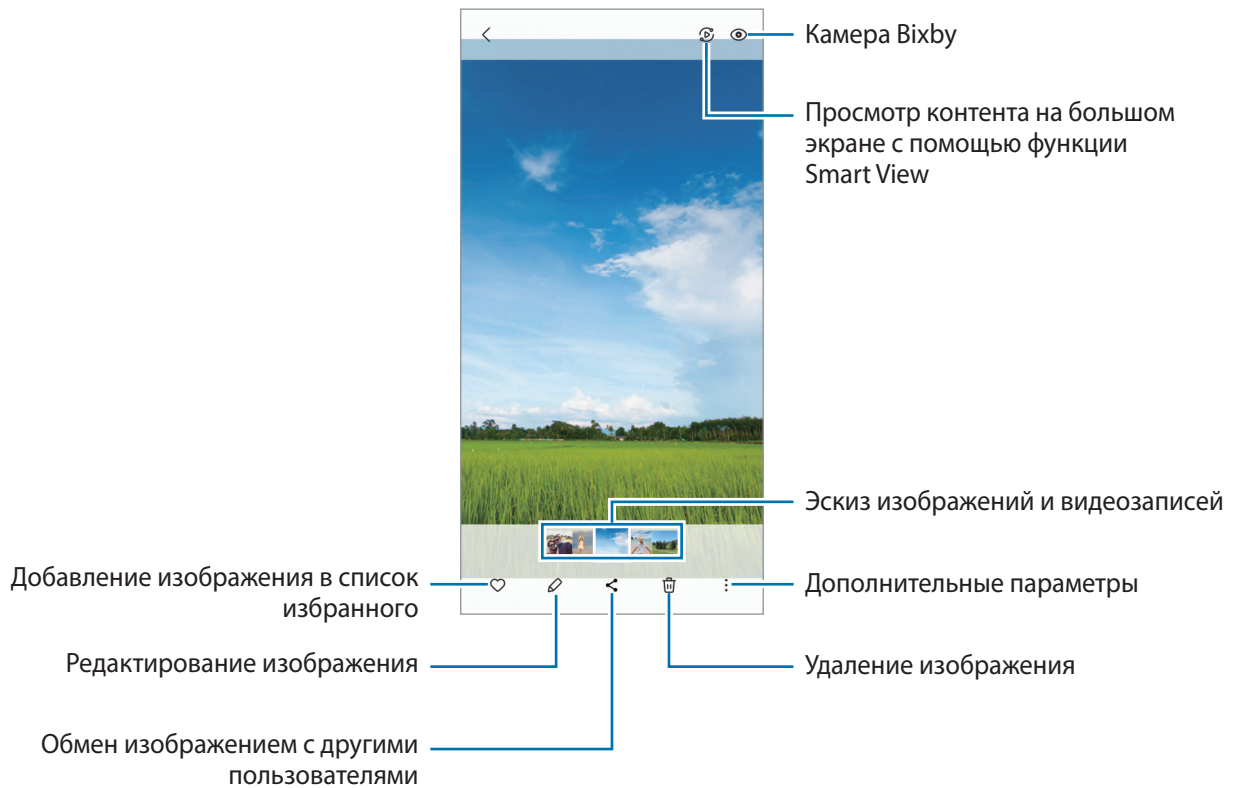 Камера Bixby
Просмотр контента на большом
экране с помощью функции
Smart View
Эскиз изображений и видеозаписей
Добавление изображения в список
избранного
Дополнительные параметры
Редактирование изображения
Удаление изображения
Обмен изображением с другими
пользователями